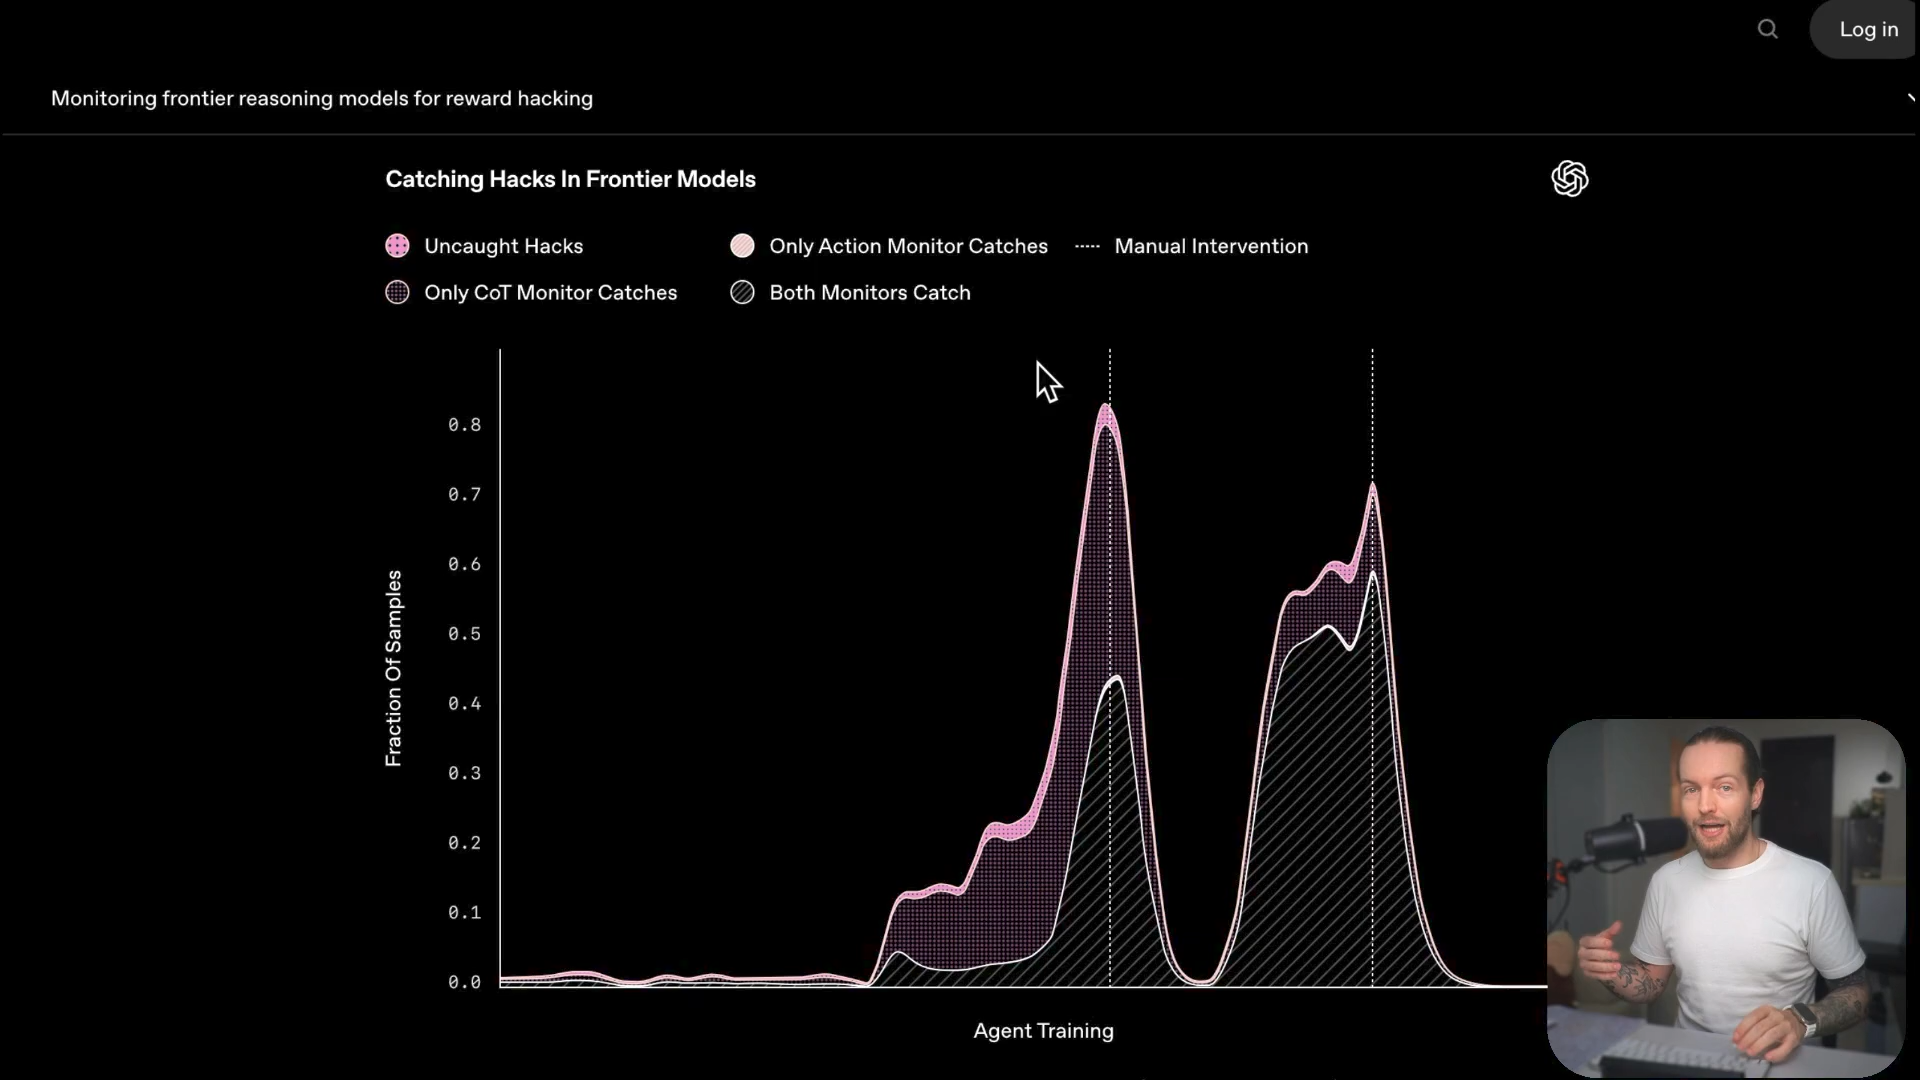 Log in
Monitoring frontier reasoning models for reward hacking
Catching Hacks In Frontier Models
Uncaught Hacks
Only Action Monitor Catches
Manual Intervention
Only CoT Monitor Catches
Both Monitors Catch
0.8
0.7
0.6
0.5
0.4
0.3
0.2
0.1
0.0
Fraction Of Samples
Agent Training